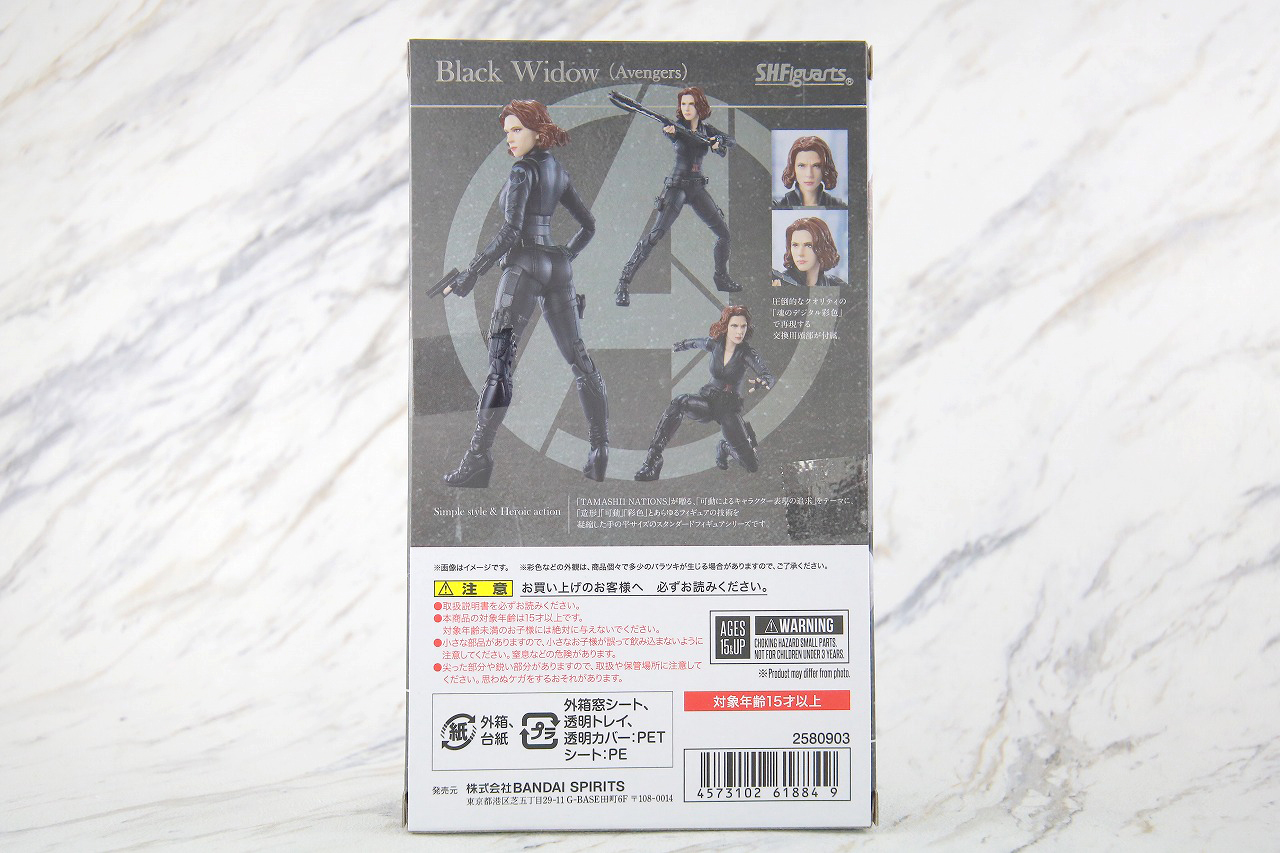 Black Widow (Avengers)
S.H.Figuarts®
圧倒的なクオリティの
「魂のデジタル彩色」
で再現する
交換用頭部が付属。
Simple style & Heroic action
「TAMASHII NATIONS」が贈る、「可動によるキャラクター表現の追求」をテーマに、
「造形」「可動」「彩色」とあらゆるフィギュアの技術を
凝縮した手の平サイズのスタンダードフィギュアシリーズです。
※画像はイメージです。 ※彩色などの外観は、商品個々で多少のバラツキが生じる場合がありますので、ご了承ください。
注 意 お買い上げのお客様へ 必ずお読みください。
●取扱説明書を必ずお読みください。
●本商品の対象年齢は15才以上です。
対象年齢未満のお子様には絶対に与えないでください。
●小さな部品がありますので、小さなお子様が誤って飲み込まないように
注意してください。窒息などの危険があります。
●尖った部分や鋭い部分がありますので、取扱や保管場所に注意して
ください。思わぬケガをするおそれがあります。
AGES
15&UP
WARNING
CHOKING HAZARD SMALL PARTS.
NOT FOR CHILDREN UNDER 3 YEARS.
※Product may differ from photo.
対象年齢15才以上
紙
外箱、
台紙
プラ
外箱窓シート、
透明トレイ、
透明カバー:PET
シート:PE
2580903
4573102 61884 9
発売元 株式会社BANDAI SPIRITS
東京都港区芝五丁目29-11 G-BASE田町6F 〒108-0014